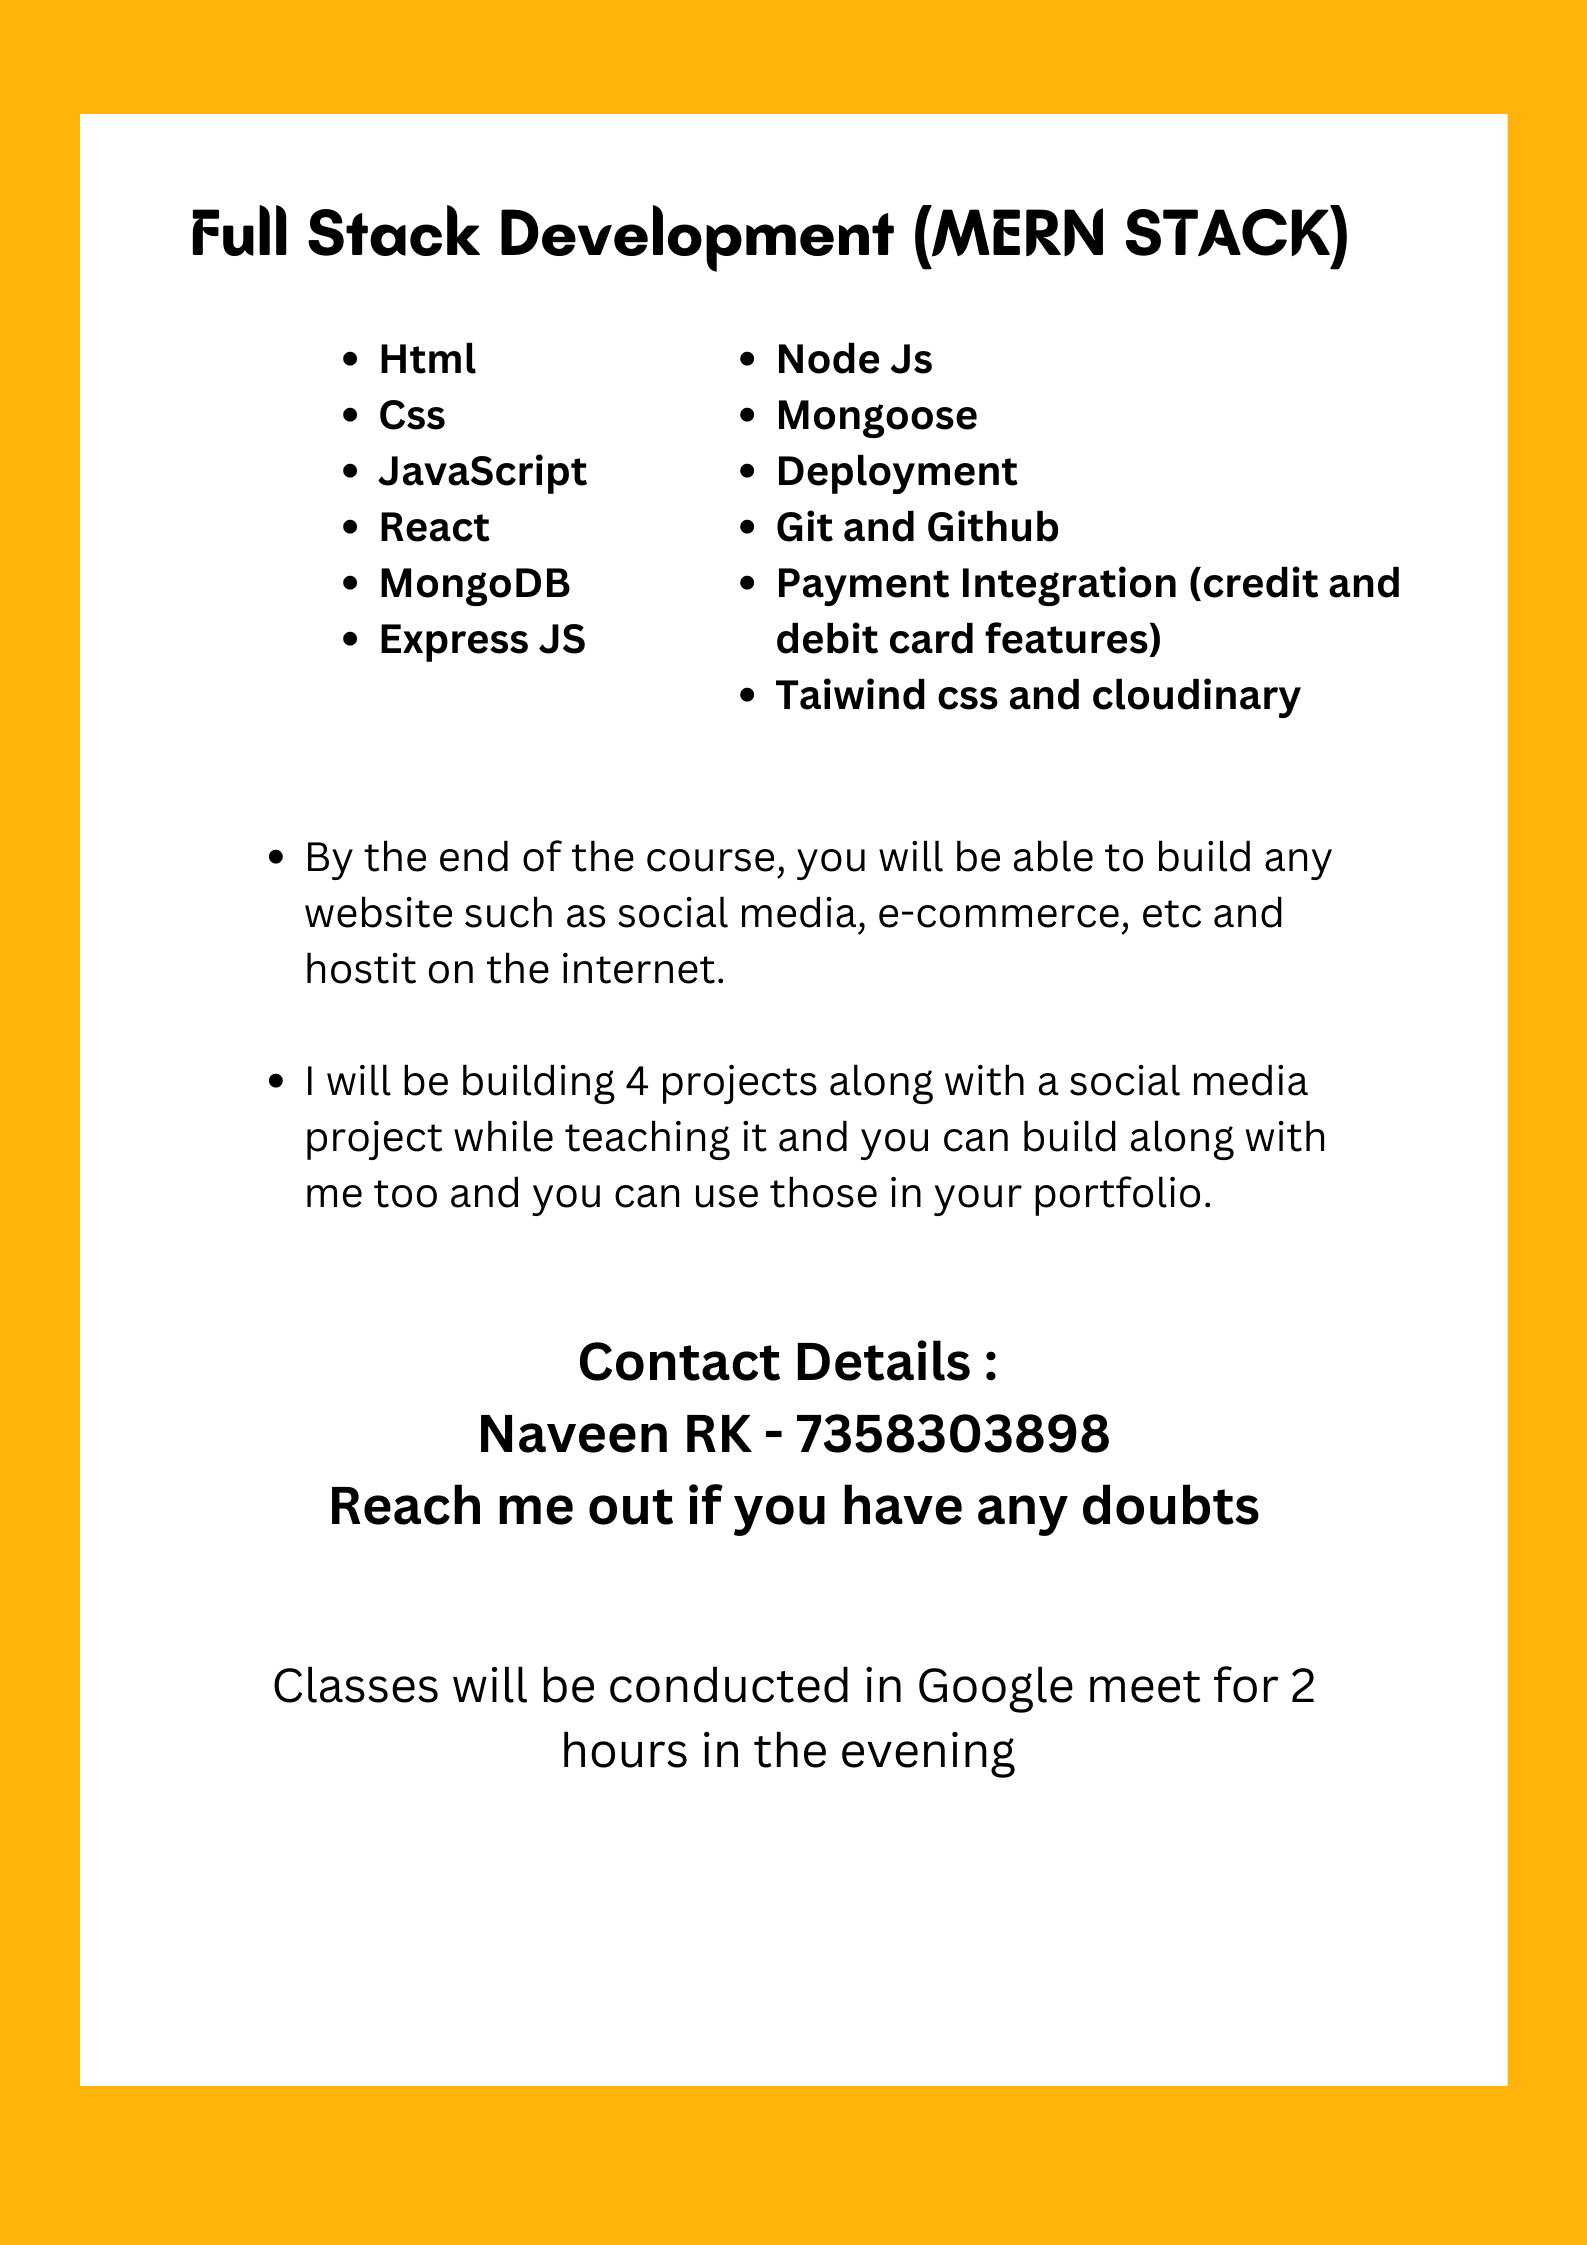 Full Stack Development (MERN STACK)
Html
Css
JavaScript
React
MongoDB
Express JS
Node Js
Mongoose
Deployment
Git and Github
Payment Integration (credit and
debit card features)
Taiwind css and cloudinary
By the end of the course, you will be able to build any
website such as social media, e-commerce, etc and
hostit on the internet.
I will be building 4 projects along with a social media
project while teaching it and you can build along with
me too and you can use those in your portfolio.
Contact Details :
Naveen RK - 7358303898
Reach me out if you have any doubts
Classes will be conducted in Google meet for 2
hours in the evening